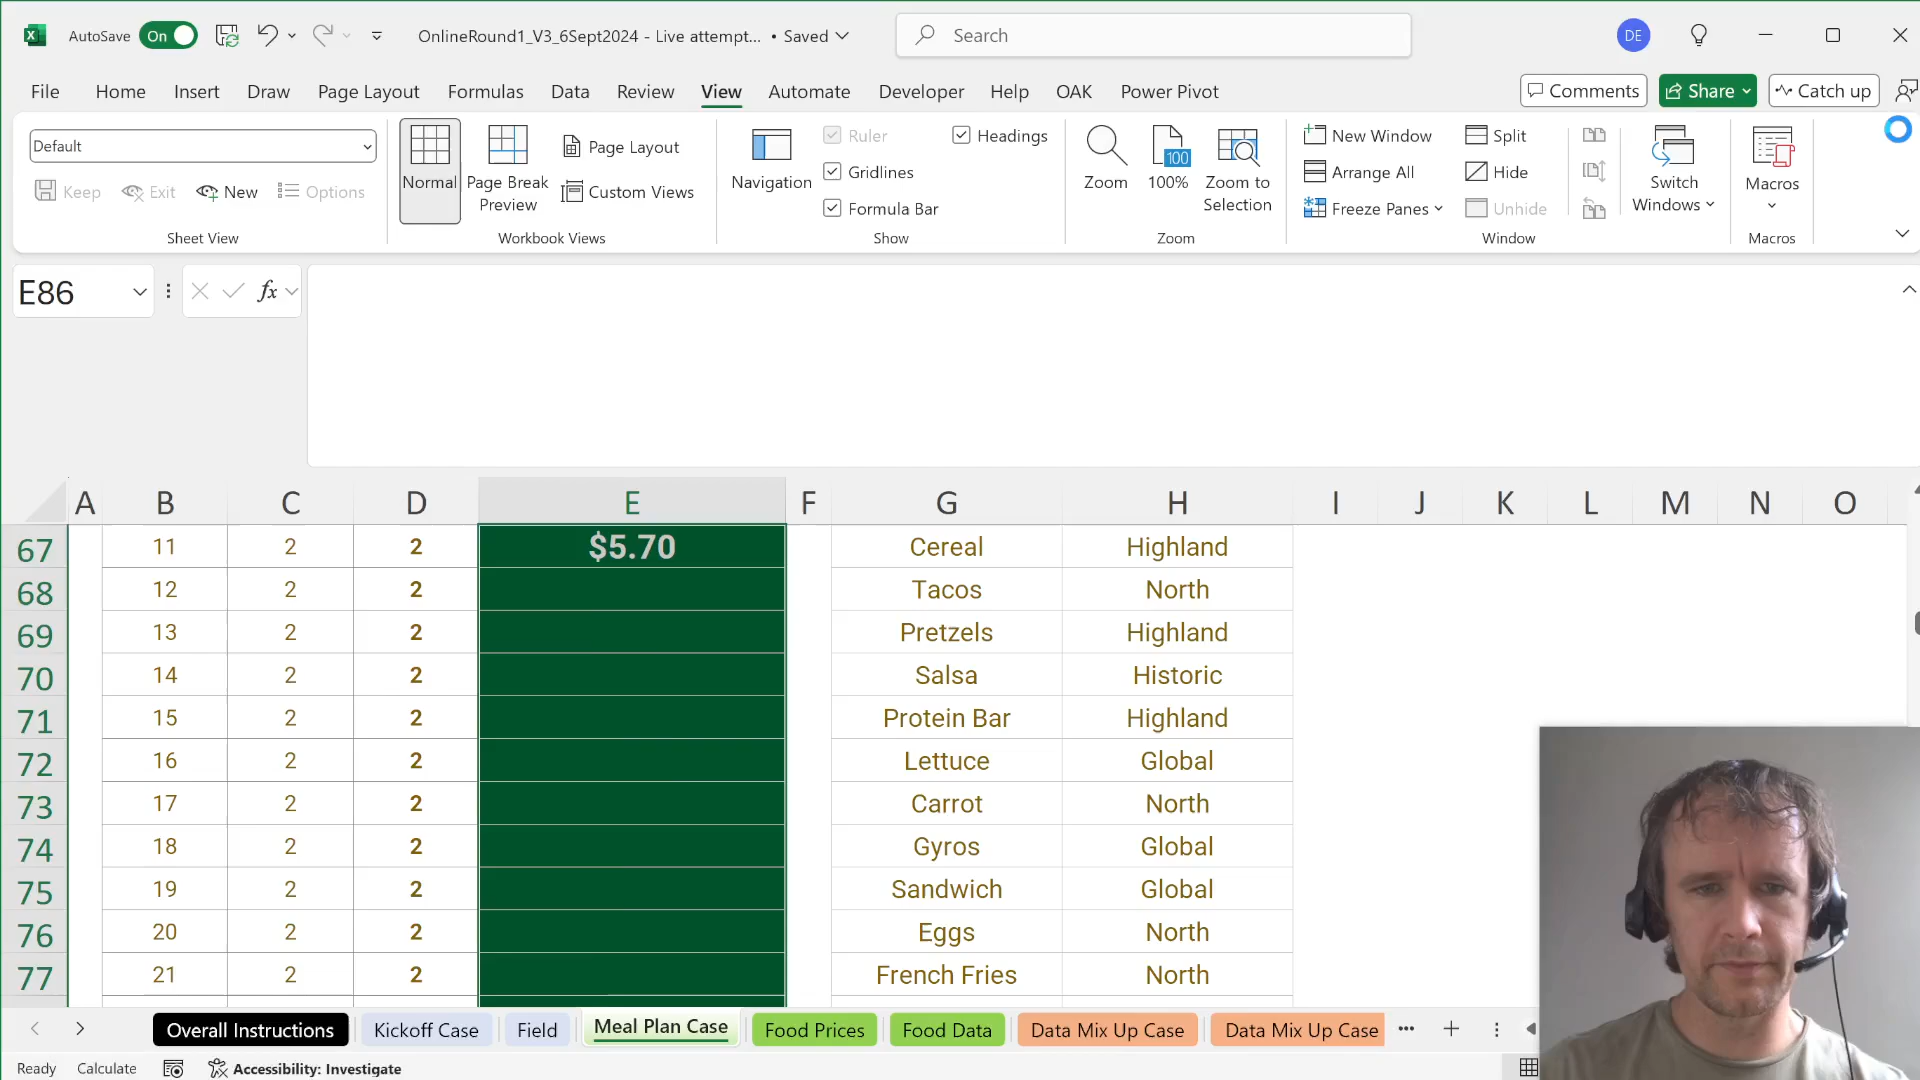 AutoSave On OnlineRound1_V3_6Sept2024 - Live attempt... • Saved Search DE
File Home Insert Draw Page Layout Formulas Data Review View Automate Developer Help OAK Power Pivot Comments Share Catch up
Default
Keep Exit New Options
Sheet View
Normal
Page Break Preview
Page Layout
Custom Views
Workbook Views
Navigation
Ruler
Gridlines
Formula Bar
Headings
Show
Zoom
100
100%
Zoom to Selection
Zoom
New Window
Arrange All
Freeze Panes
Split
Hide
Unhide
Switch Windows
Window
Macros
Macros
E86 fx
A B C D E F G H I J K L M N O
67 11 2 2 $5.70 Cereal Highland
68 12 2 2 Tacos North
69 13 2 2 Pretzels Highland
70 14 2 2 Salsa Historic
71 15 2 2 Protein Bar Highland
72 16 2 2 Lettuce Global
73 17 2 2 Carrot North
74 18 2 2 Gyros Global
75 19 2 2 Sandwich Global
76 20 2 2 Eggs North
77 21 2 2 French Fries North
Overall Instructions Kickoff Case Field Meal Plan Case Food Prices Food Data Data Mix Up Case Data Mix Up Case
Ready Calculate Accessibility: Investigate